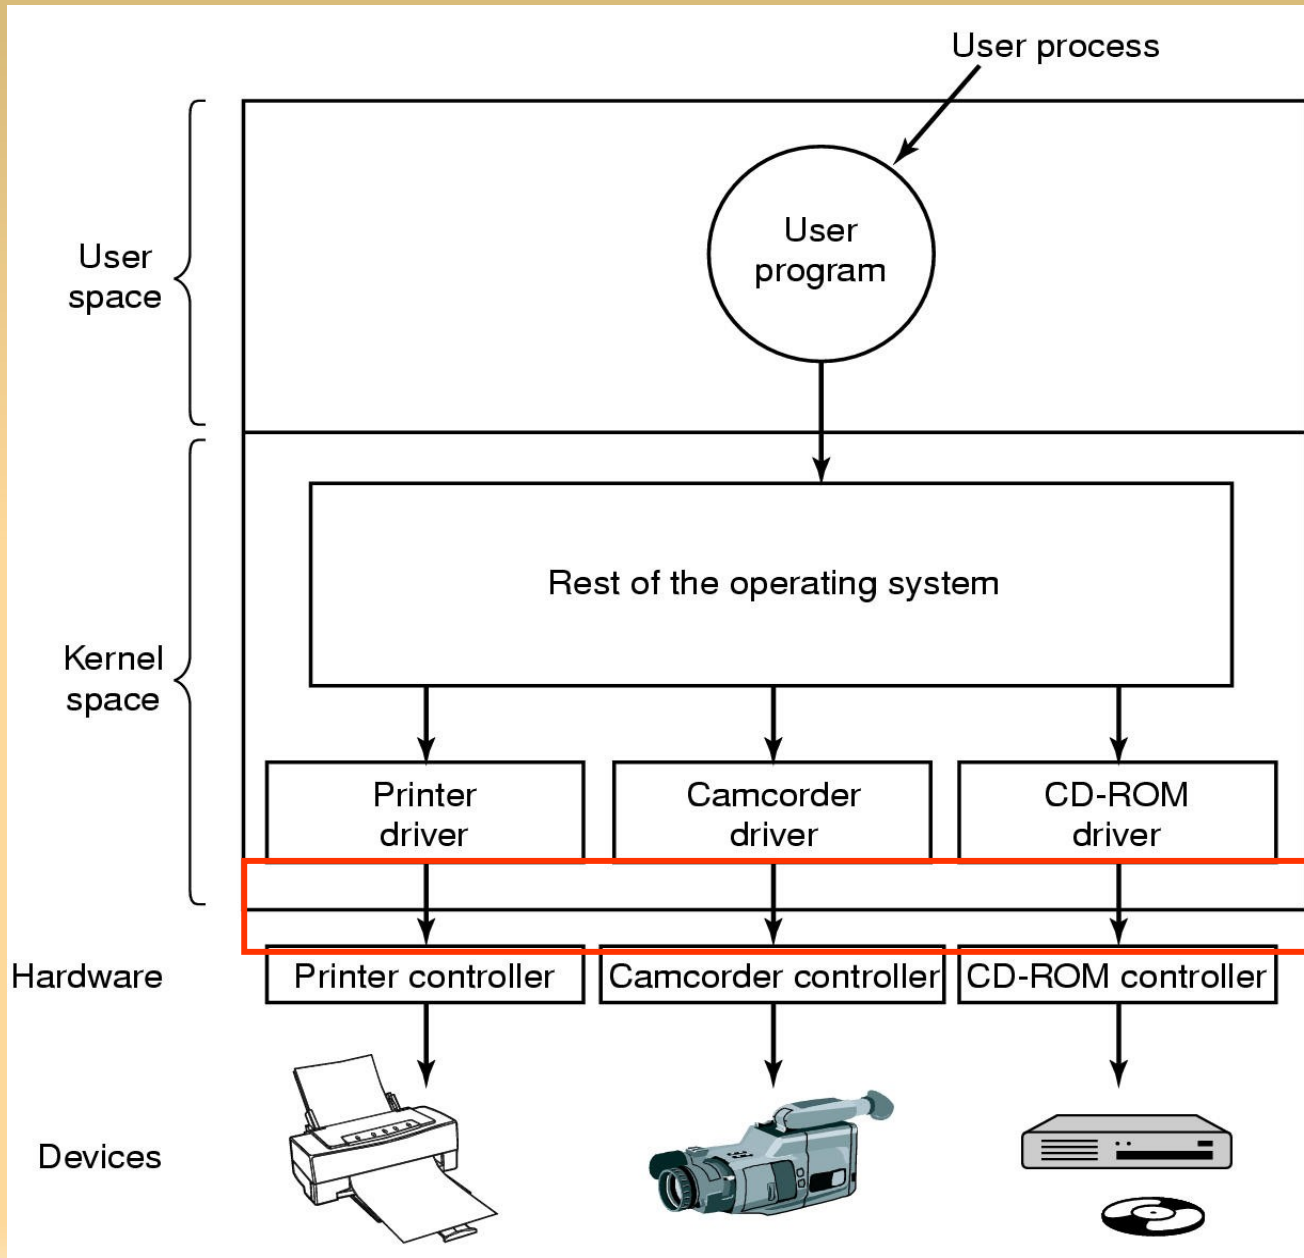 User process
User
program
User
space
Rest of the operating system
Kernel
space
Printer
driver
Camcorder
driver
CD-ROM
driver
Hardware
Printer controller
Camcorder controller
CD-ROM controller
Devices